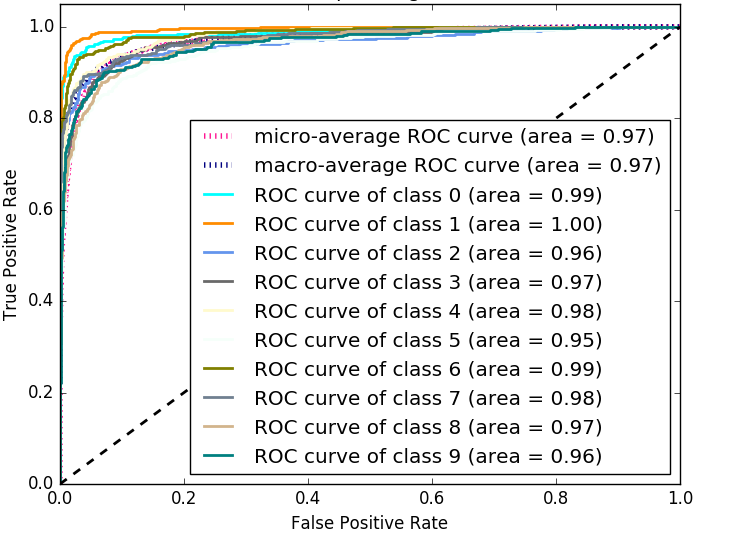 1.0
0.8
0.6
0.4
0.2
0.0
True Positive Rate
micro-average ROC curve (area = 0.97)
macro-average ROC curve (area = 0.97)
ROC curve of class 0 (area = 0.99)
ROC curve of class 1 (area = 1.00)
ROC curve of class 2 (area = 0.96)
ROC curve of class 3 (area = 0.97)
ROC curve of class 4 (area = 0.98)
ROC curve of class 5 (area = 0.95)
ROC curve of class 6 (area = 0.99)
ROC curve of class 7 (area = 0.98)
ROC curve of class 8 (area = 0.97)
ROC curve of class 9 (area = 0.96)
0.0 0.2 0.4 0.6 0.8 1.0
False Positive Rate